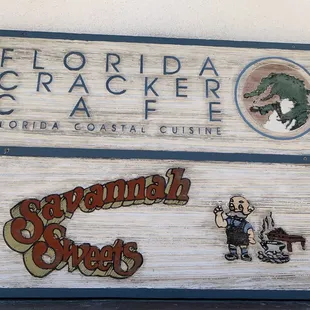 FLORIDA
CRACKER
CAFE
FLORIDA COASTAL CUISINE
Savannah
Sweets